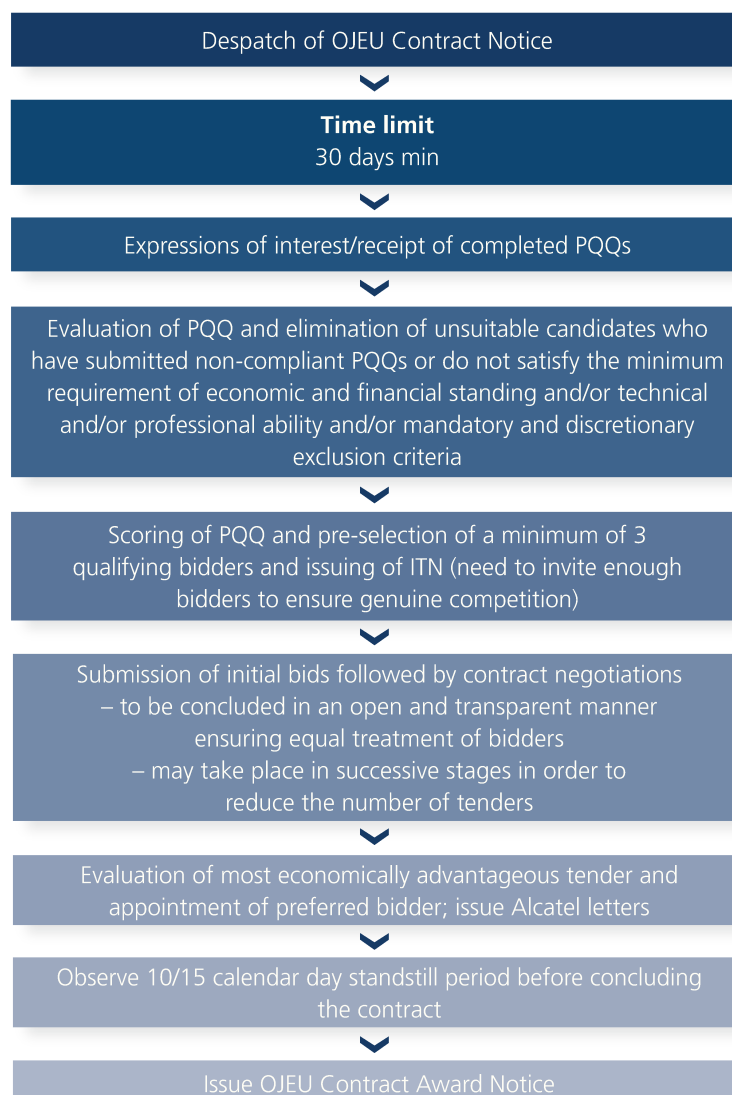 Despatch of OJEU Contract Notice
Time limit
30 days min
Expressions of interest/receipt of completed PQQs
Evaluation of PQQ and elimination of unsuitable candidates who
have submitted non-compliant PQQs or do not satisfy the minimum
requirement of economic and financial standing and/or technical
and/or professional ability and/or mandatory and discretionary
exclusion criteria
Scoring of PQQ and pre-selection of a minimum of 3
qualifying bidders and issuing of ITN (need to invite enough
bidders to ensure genuine competition)
Submission of initial bids followed by contract negotiations
– to be concluded in an open and transparent manner
ensuring equal treatment of bidders
– may take place in successive stages in order to
reduce the number of tenders
Evaluation of most economically advantageous tender and
appointment of preferred bidder; issue Alcatel letters
Observe 10/15 calendar day standstill period before concluding
the contract
Issue OJEU Contract Award Notice